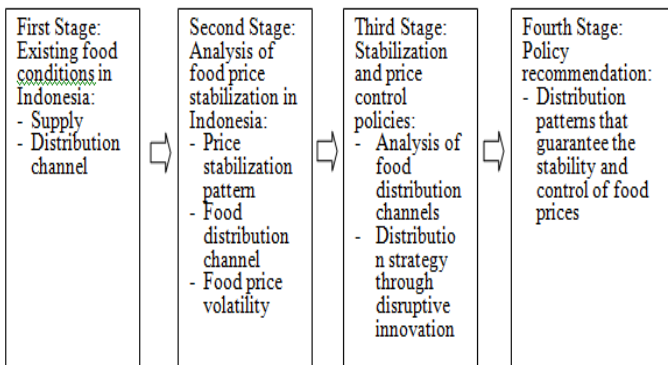 First Stage:
Existing food
conditions in
Indonesia:
- Supply
- Distribution
channel
Second Stage:
Analysis of
food price
stabilization in
Indonesia:
- Price
stabilization
pattern
- Food
distribution
channel
- Food price
volatility
Third Stage:
Stabilization
and price
control
policies:
- Analysis of
food
distribution
channels
- Distributio
n strategy
through
disruptive
innovation
Fourth Stage:
Policy
recommendation:
- Distribution
patterns that
guarantee the
stability and
control of food
prices